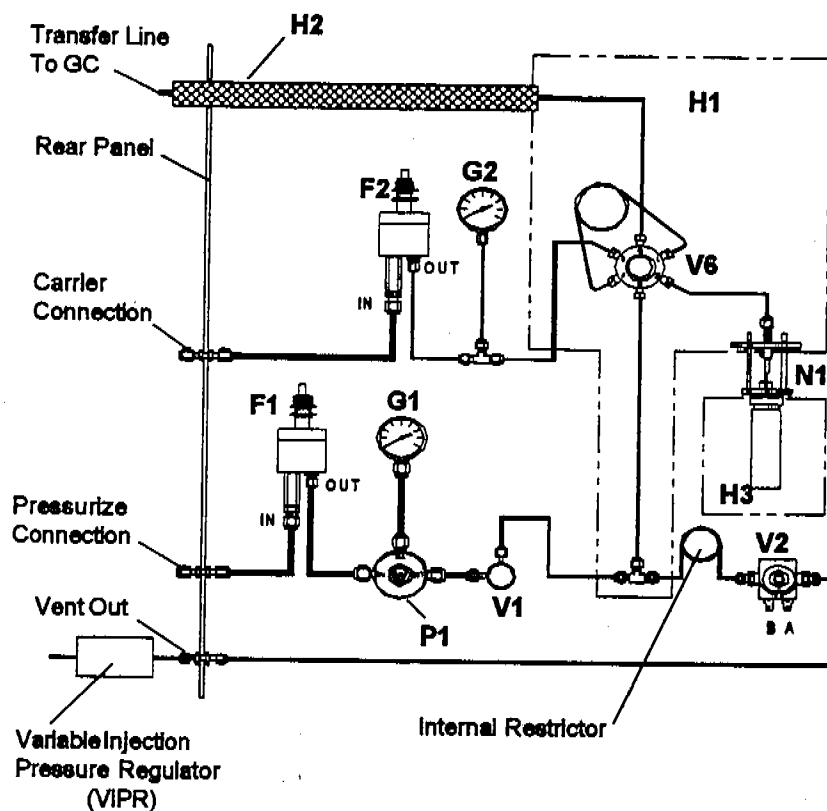 Transfer Line
To GC
H2
H1
Rear Panel
F2
G2
OUT
IN
V6
Carrier
Connection
N1
F1
G1
OUT
IN
H3
Pressurize
Connection
V1
V2
B A
P1
Vent Out
Internal Restrictor
Variable Injection
Pressure Regulator
(VIPR)